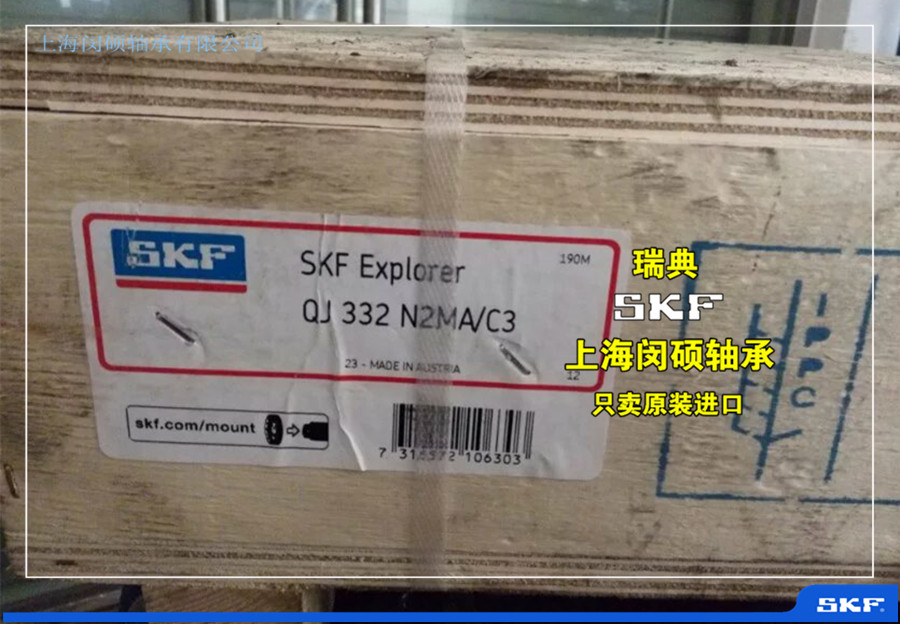 上海闵硕轴承有限公司
SKF
SKF Explorer
190M
QJ 332 N2MA/C3
23 - MADE IN AUSTRIA
12
skf.com/mount
7 316572 106303
瑞典
SKF
上海闵硕轴承
只卖原装进口
IPPC
SKF